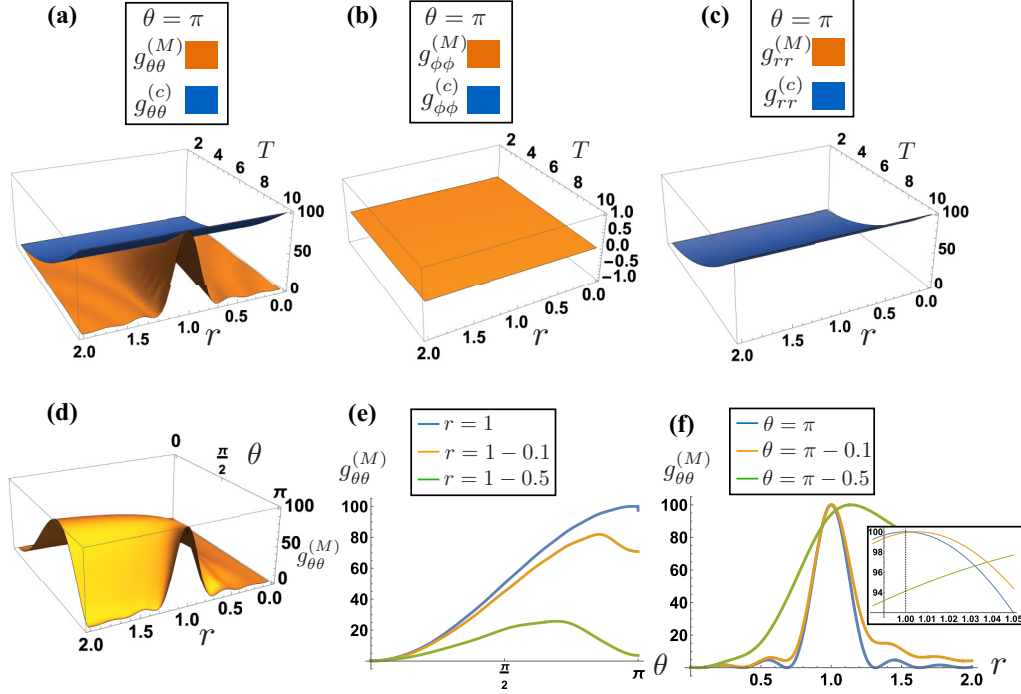 (a)
θ = π
g_{θθ}^{(M)}
g_{θθ}^{(c)}
2
4
6
8
10
T
100
50
0
0.0
0.5
1.0
1.5
2.0
r
(b)
θ = π
g_{ϕϕ}^{(M)}
g_{ϕϕ}^{(c)}
2
4
6
8
10
T
1.0
0.5
0.0
−0.5
−1.0
0.0
0.5
1.0
1.5
2.0
r
(c)
θ = π
g_{rr}^{(M)}
g_{rr}^{(c)}
2
4
6
8
10
T
100
50
0
0.0
0.5
1.0
1.5
2.0
r
(d)
0
π/2
π
θ
100
50
0
g_{θθ}^{(M)}
0.0
0.5
1.0
1.5
2.0
r
(e)
r = 1
r = 1 − 0.1
r = 1 − 0.5
g_{θθ}^{(M)}
100
80
60
40
20
π/2
π
θ
(f)
θ = π
θ = π − 0.1
θ = π − 0.5
g_{θθ}^{(M)}
100
80
60
40
20
0.5
1.0
1.5
2.0
r
100
98
96
94
1.00
1.01
1.02
1.03
1.04
1.05